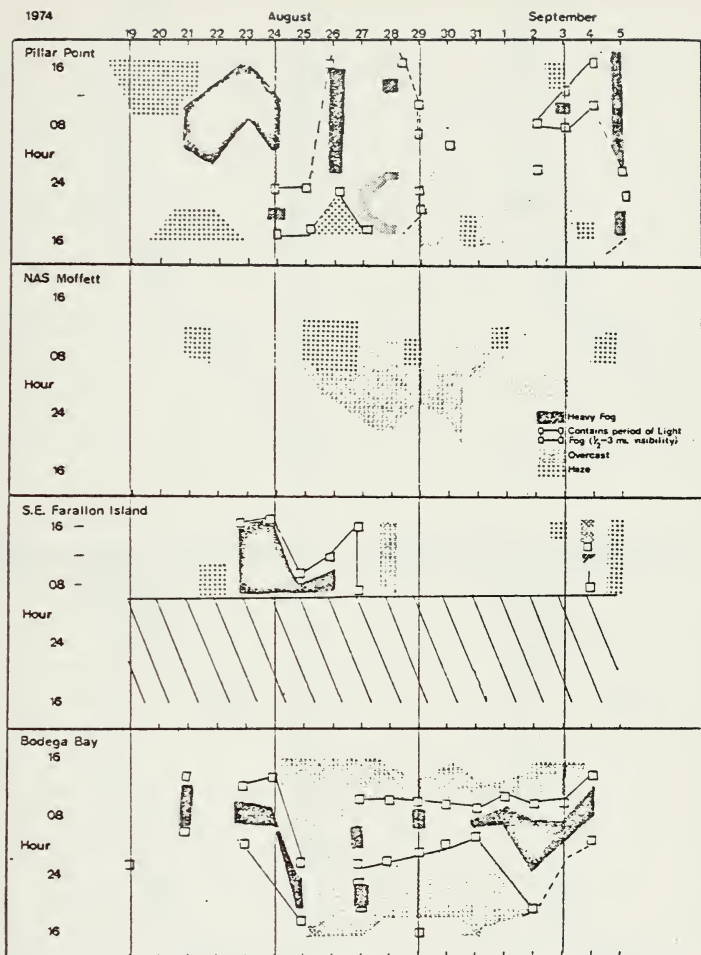 1974 August September
19 20 21 22 23 24 25 26 27 28 29 30 31 1 2 3 4 5
Pillar Point
16
08
Hour
24
16
NAS Moffett
16
08
Hour
24
16
Heavy Fog
Contains period of Light
Fog (½-3 mi. visibility)
Overcast
Haze
S.E. Farallon Island
16
08
Hour
24
16
Bodega Bay
16
08
Hour
24
16